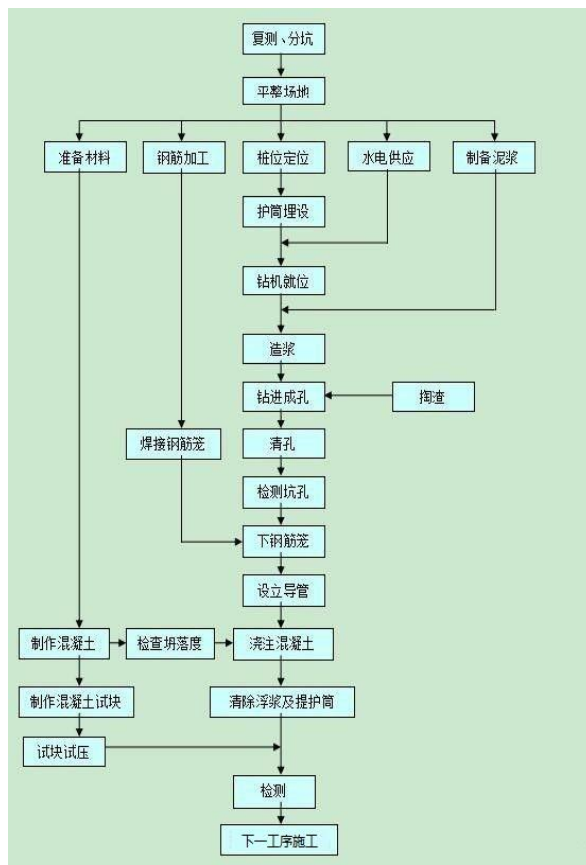 复测、分坑
平整场地
准备材料
钢筋加工
桩位定位
水电供应
制备泥浆
护筒埋设
钻机就位
造浆
钻进成孔
掏渣
焊接钢筋笼
清孔
检测坑孔
下钢筋笼
设立导管
制作混凝土
检查坍落度
浇注混凝土
制作混凝土试块
清除浮浆及提护筒
试块试压
检测
下一工序施工